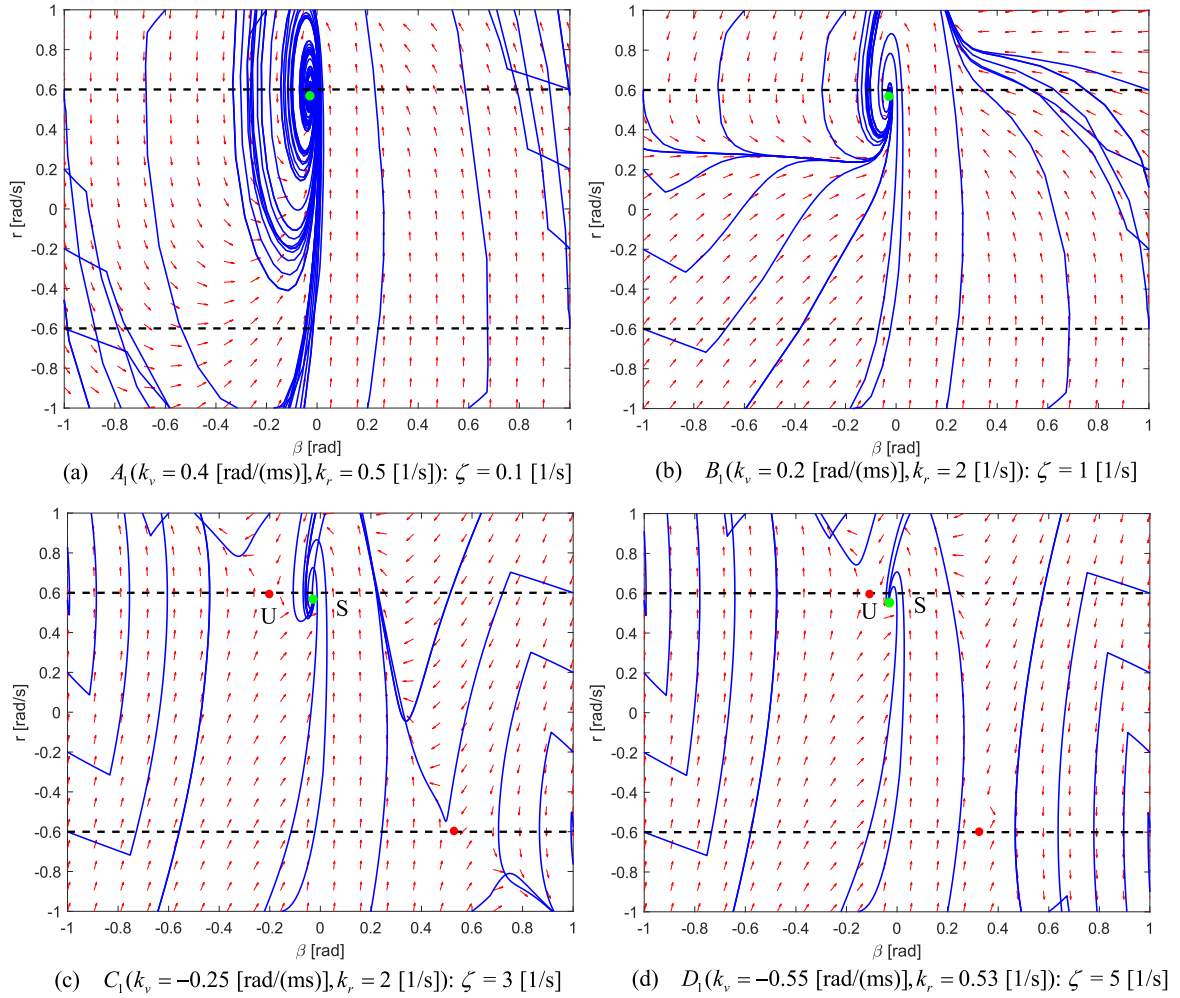 1
0.8
0.6
0.4
0.2
0
-0.2
-0.4
-0.6
-0.8
-1
r [rad/s]
-1 -0.8 -0.6 -0.4 -0.2 0 0.2 0.4 0.6 0.8 1
β [rad]
(a) A₁(kᵥ = 0.4 [rad/(ms)], kᵣ = 0.5 [1/s]): ζ = 0.1 [1/s]
1
0.8
0.6
0.4
0.2
0
-0.2
-0.4
-0.6
-0.8
-1
r [rad/s]
-1 -0.8 -0.6 -0.4 -0.2 0 0.2 0.4 0.6 0.8 1
β [rad]
(b) B₁(kᵥ = 0.2 [rad/(ms)], kᵣ = 2 [1/s]): ζ = 1 [1/s]
1
0.8
0.6
0.4
0.2
0
-0.2
-0.4
-0.6
-0.8
-1
r [rad/s]
U
S
-1 -0.8 -0.6 -0.4 -0.2 0 0.2 0.4 0.6 0.8 1
β [rad]
(c) C₁(kᵥ = −0.25 [rad/(ms)], kᵣ = 2 [1/s]): ζ = 3 [1/s]
1
0.8
0.6
0.4
0.2
0
-0.2
-0.4
-0.6
-0.8
-1
r [rad/s]
U
S
-1 -0.8 -0.6 -0.4 -0.2 0 0.2 0.4 0.6 0.8 1
β [rad]
(d) D₁(kᵥ = −0.55 [rad/(ms)], kᵣ = 0.53 [1/s]): ζ = 5 [1/s]